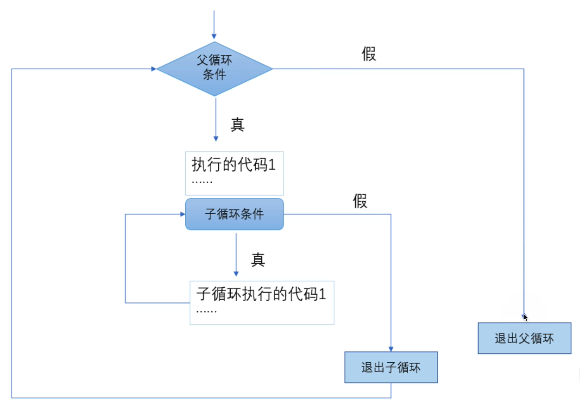 父循环
条件
假
真
执行的代码1
……
子循环条件
假
真
子循环执行的代码1
……
退出父循环
退出子循环